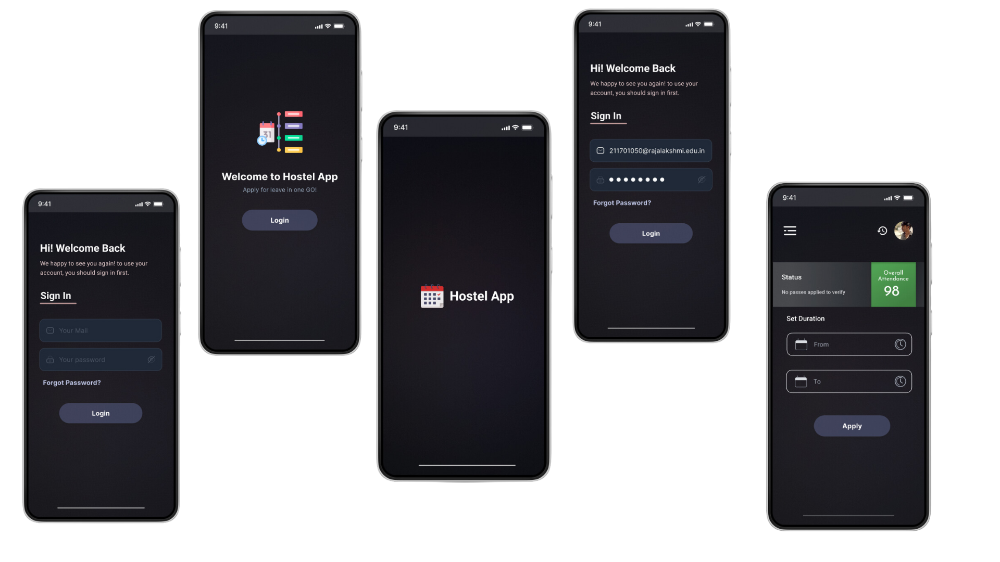 9:41
Hi! Welcome Back
We happy to see you again! to use your
account, you should sign in first.
Sign In
Your Mail
Your password
Forgot Password?
Login
9:41
31
Welcome to Hostel App
Apply for leave in one GO!
Login
9:41
Hostel App
9:41
Hi! Welcome Back
We happy to see you again! to use your
account, you should sign in first.
Sign In
211701050@rajalakshmi.edu.in
Forgot Password?
Login
9:41
Status
No passes applied to verify
Overall
Attendance
98
Set Duration
From
To
Apply